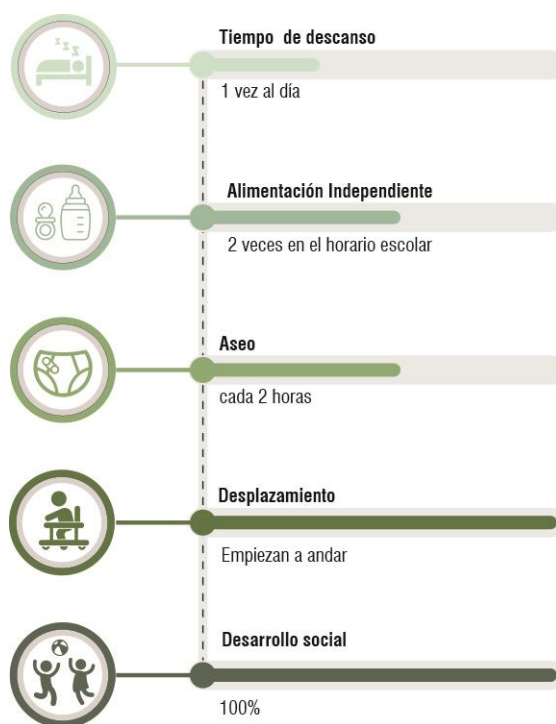 Tiempo de descanso
1 vez al día
Alimentación Independiente
2 veces en el horario escolar
Aseo
cada 2 horas
Desplazamiento
Empiezan a andar
Desarrollo social
100%